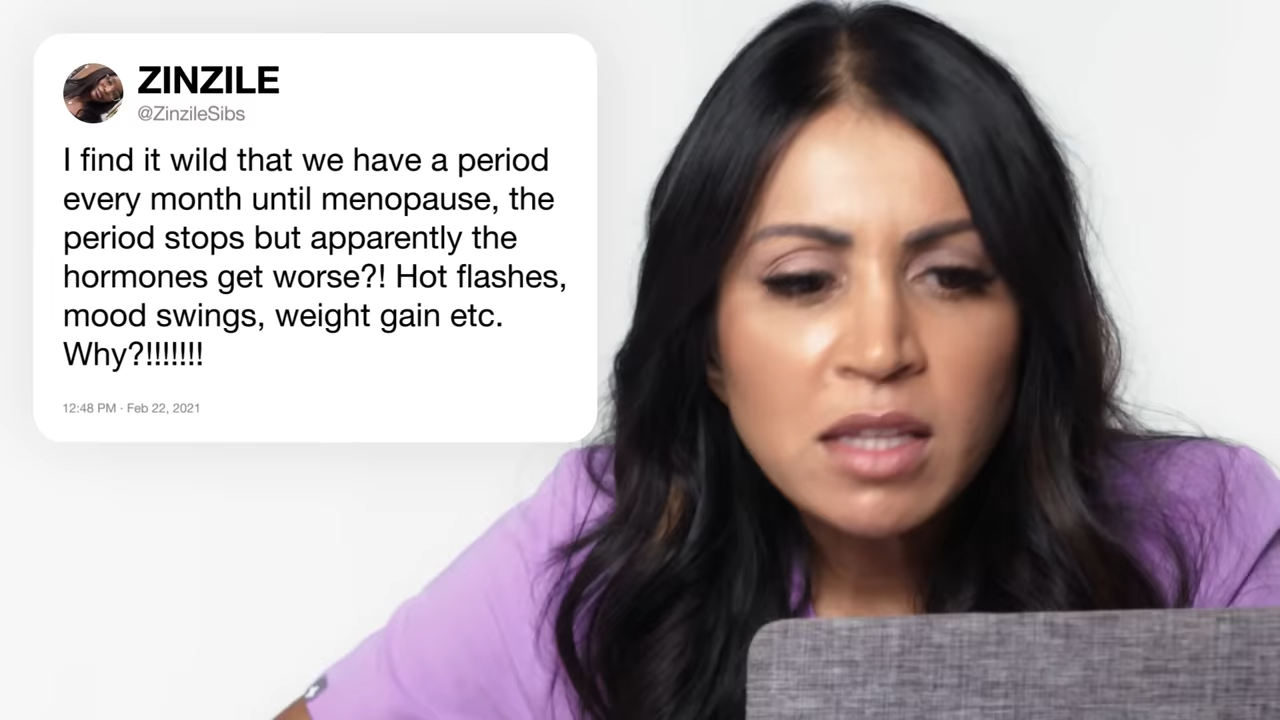 ZINZILE
@ZinzileSibs
I find it wild that we have a period
every month until menopause, the
period stops but apparently the
hormones get worse?! Hot flashes,
mood swings, weight gain etc.
Why?!!!!!!!
12:48 PM · Feb 22, 2021